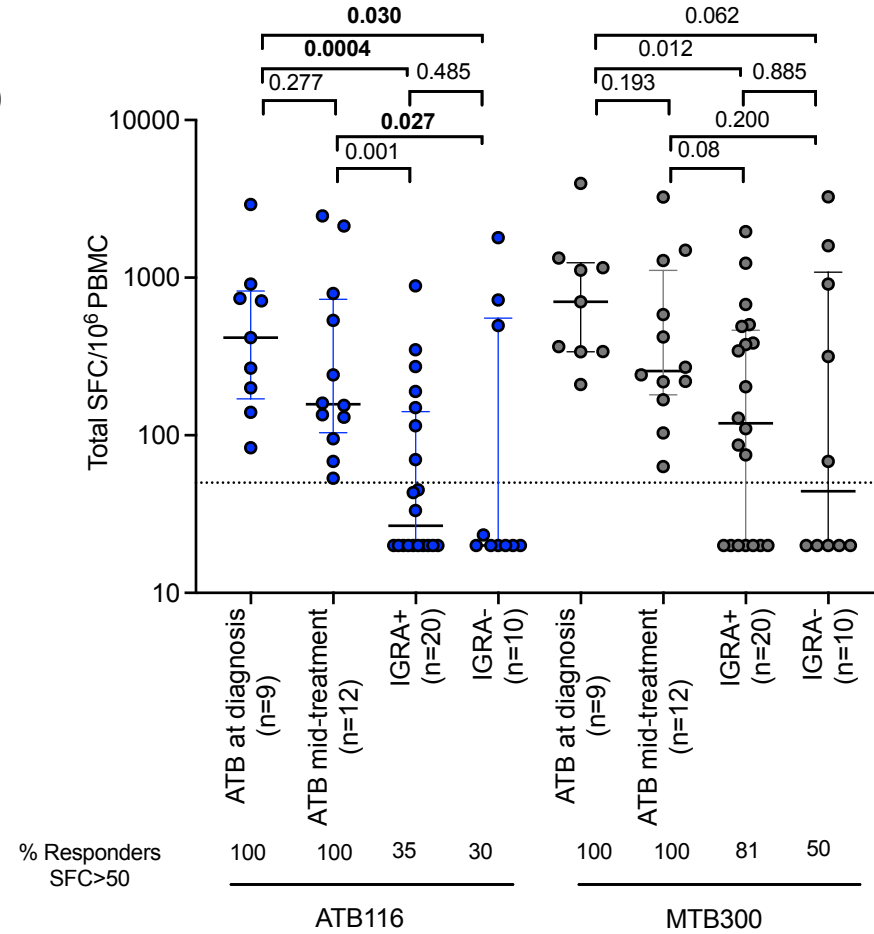 0.030
0.062
0.0004
0.012
0.277
0.485
0.193
0.885
0.027
0.200
0.001
0.08
)
10000
1000
100
10
Total SFC/10⁶ PBMC
ATB at diagnosis
(n=9)
ATB mid-treatment
(n=12)
IGRA+
(n=20)
IGRA-
(n=10)
ATB at diagnosis
(n=9)
ATB mid-treatment
(n=12)
IGRA+
(n=20)
IGRA-
(n=10)
% Responders
SFC>50
100 100 35 30 100 100 81 50
ATB116 MTB300